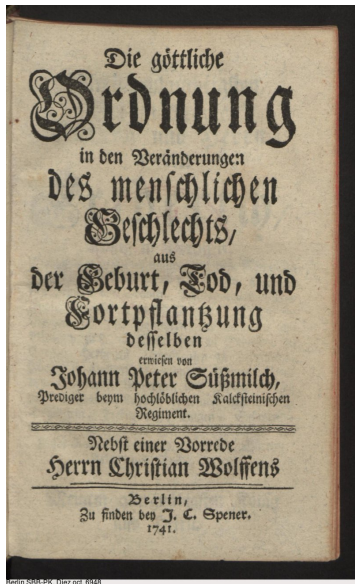 Die göttliche
Ordnung
in den Veränderungen
des menschlichen
Geschlechts,
aus
der Geburt, Tod, und
Fortpflantzung
desselben
erwiesen von
Johann Peter Süßmilch,
Prediger beym hochlöblichen Kalcksteinischen
Regiment.
Nebst einer Vorrede
Herrn Christian Wolffens
Berlin,
Zu finden bey J. C. Spener.
1741.
Berlin SBB-PK, Diez oct. 6948